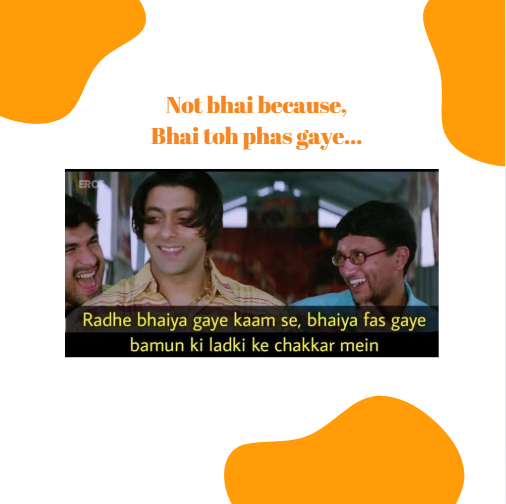 Not bhai because,
Bhai toh phas gaye...
EROS
Radhe bhaiya gaye kaam se, bhaiya fas gaye
bamun ki ladki ke chakkar mein